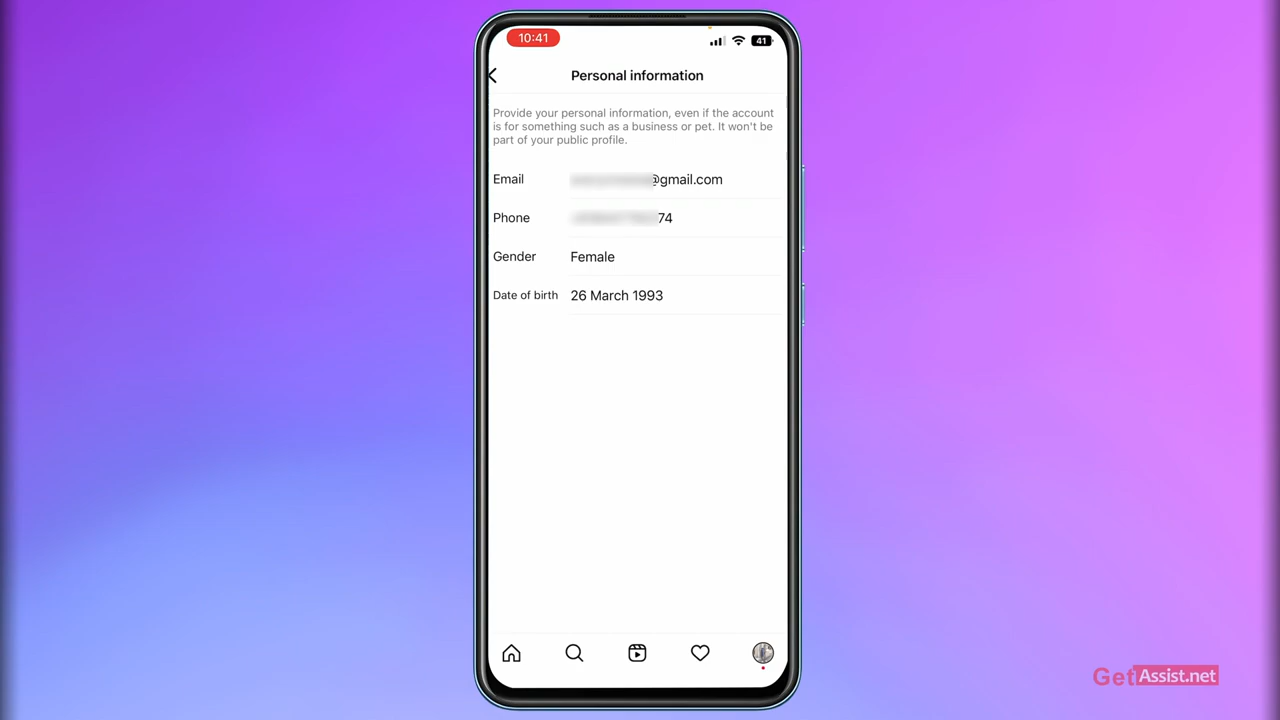 10:41
41
Personal information
Provide your personal information, even if the account
is for something such as a business or pet. It won't be
part of your public profile.
Email @gmail.com
Phone 74
Gender Female
Date of birth 26 March 1993
GetAssist.net